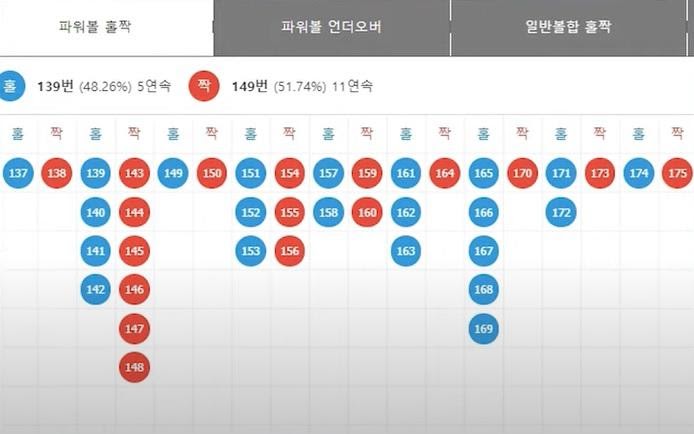 파워볼 홀짝 파워볼 언더오버 일반볼합 홀짝
홀 139번 (48.26%) 5연속 짝 149번 (51.74%) 11연속
홀 짝 홀 짝 홀 짝 홀 짝 홀 짝 홀 짝 홀 짝 홀 짝 홀 짝
137 138 139 143 149 150 151 154 157 159 161 164 165 170 171 173 174 175
140 144 152 155 158 160 162 166 172
141 145 153 156 163 167
142 146 168
147 169
148